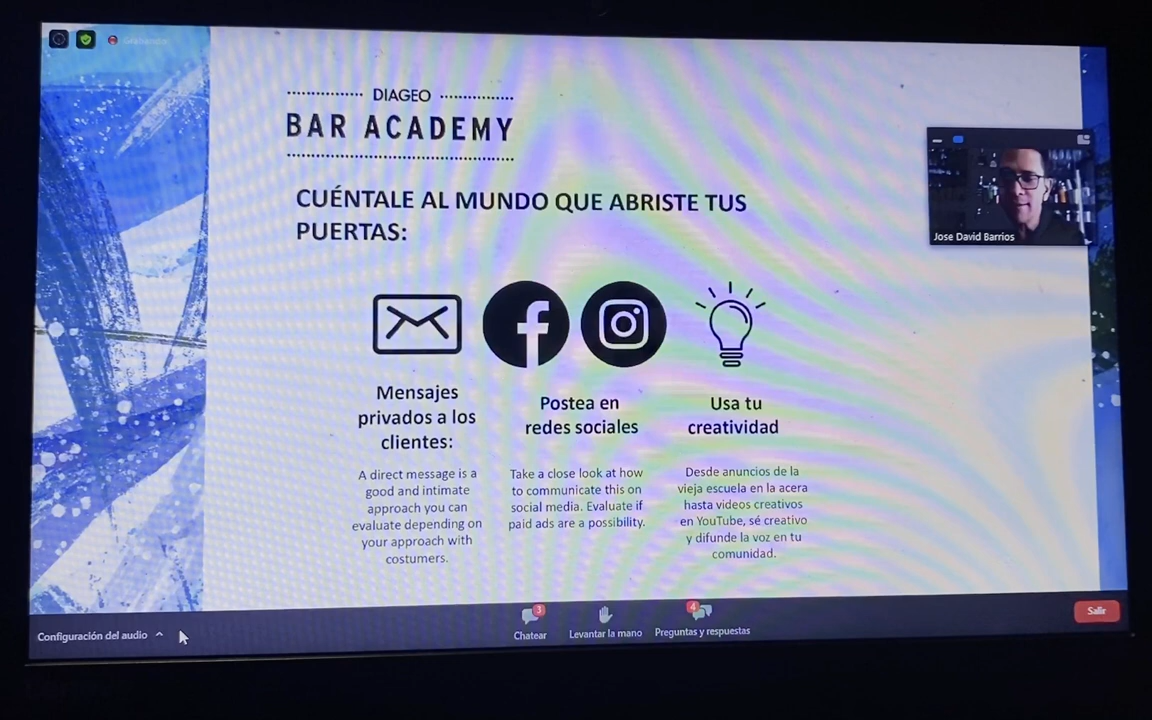 DIAGEO
BAR ACADEMY
CUÉNTALE AL MUNDO QUE ABRISTE TUS
PUERTAS:
Mensajes
privados a los
clientes:
A direct message is a
good and intimate
approach you can
evaluate depending on
your approach with
costumers.
Postea en
redes sociales
Take a close look at how
to communicate this on
social media. Evaluate if
paid ads are a possibility.
Usa tu
creatividad
Desde anuncios de la
vieja escuela en la acera
hasta videos creativos
en YouTube, sé creativo
y difunde la voz en tu
comunidad.
Jose David Barrios
Configuración del audio
3
Chatear
Levantar la mano
4
Preguntas y respuestas
Salir